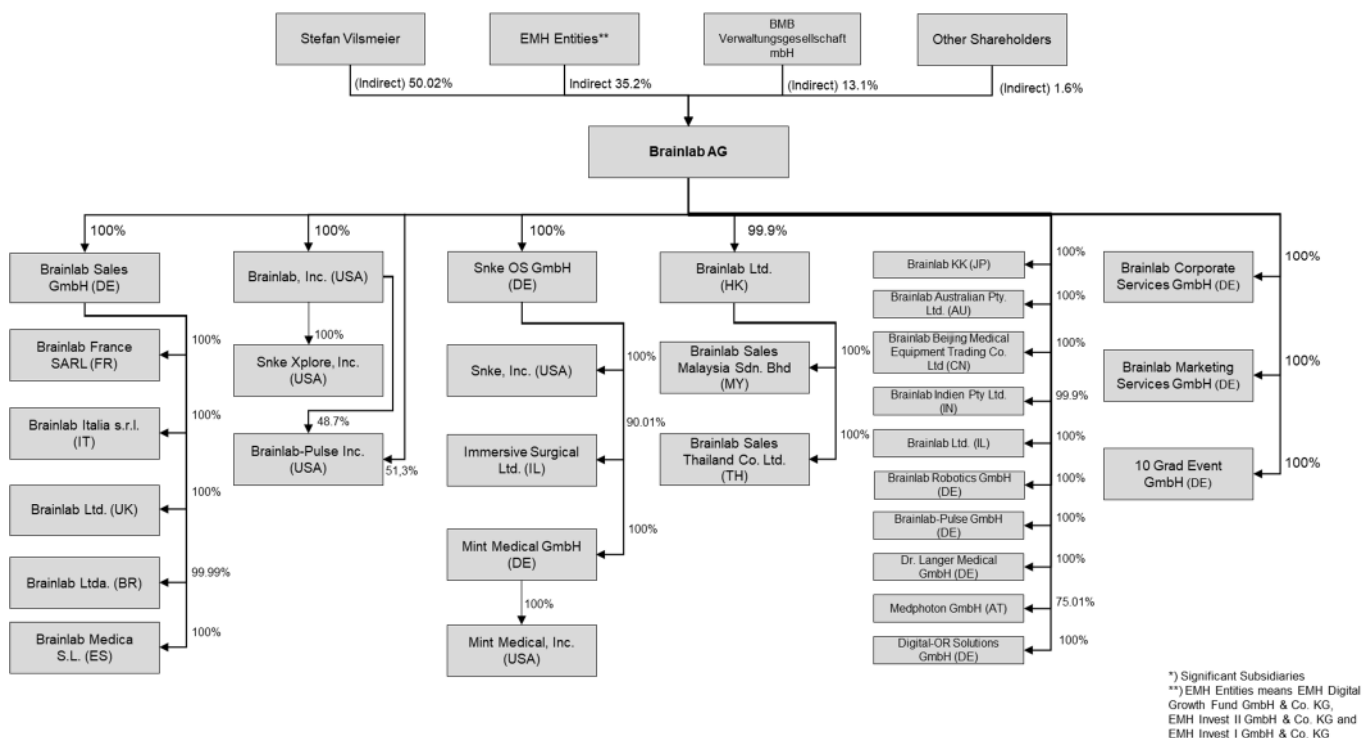 Stefan Vilsmeier
EMH Entities**
BMB
Verwaltungsgesellschaft
mbH
Other Shareholders
(Indirect) 50.02%
Indirect 35.2%
(Indirect) 13.1%
(Indirect) 1.6%
Brainlab AG
100%
100%
100%
99.9%
Brainlab Sales
GmbH (DE)
100%
Brainlab France
SARL (FR)
100%
Brainlab Italia s.r.l.
(IT)
100%
Brainlab Ltd. (UK)
99.99%
Brainlab Ltda. (BR)
100%
Brainlab Medica
S.L. (ES)
Brainlab, Inc. (USA)
100%
Snke Xplore, Inc.
(USA)
48.7%
Brainlab-Pulse Inc.
(USA)
51,3%
Snke OS GmbH
(DE)
100%
Snke, Inc. (USA)
90.01%
Immersive Surgical
Ltd. (IL)
100%
Mint Medical GmbH
(DE)
100%
Mint Medical, Inc.
(USA)
Brainlab Ltd.
(HK)
100%
Brainlab Sales
Malaysia Sdn. Bhd
(MY)
100%
Brainlab Sales
Thailand Co. Ltd.
(TH)
100%
Brainlab KK (JP)
100%
Brainlab Australian Pty.
Ltd. (AU)
100%
Brainlab Beijing Medical
Equipment Trading Co.
Ltd (CN)
99.9%
Brainlab Indien Pty Ltd.
(IN)
100%
Brainlab Ltd. (IL)
100%
Brainlab Robotics GmbH
(DE)
100%
Brainlab-Pulse GmbH
(DE)
100%
Dr. Langer Medical
GmbH (DE)
75.01%
Medphoton GmbH (AT)
100%
Digital-OR Solutions
GmbH (DE)
100%
Brainlab Corporate
Services GmbH (DE)
100%
Brainlab Marketing
Services GmbH (DE)
100%
10 Grad Event
GmbH (DE)
*) Significant Subsidiaries
**) EMH Entities means EMH Digital
Growth Fund GmbH & Co. KG,
EMH Invest II GmbH & Co. KG and
EMH Invest I GmbH & Co. KG